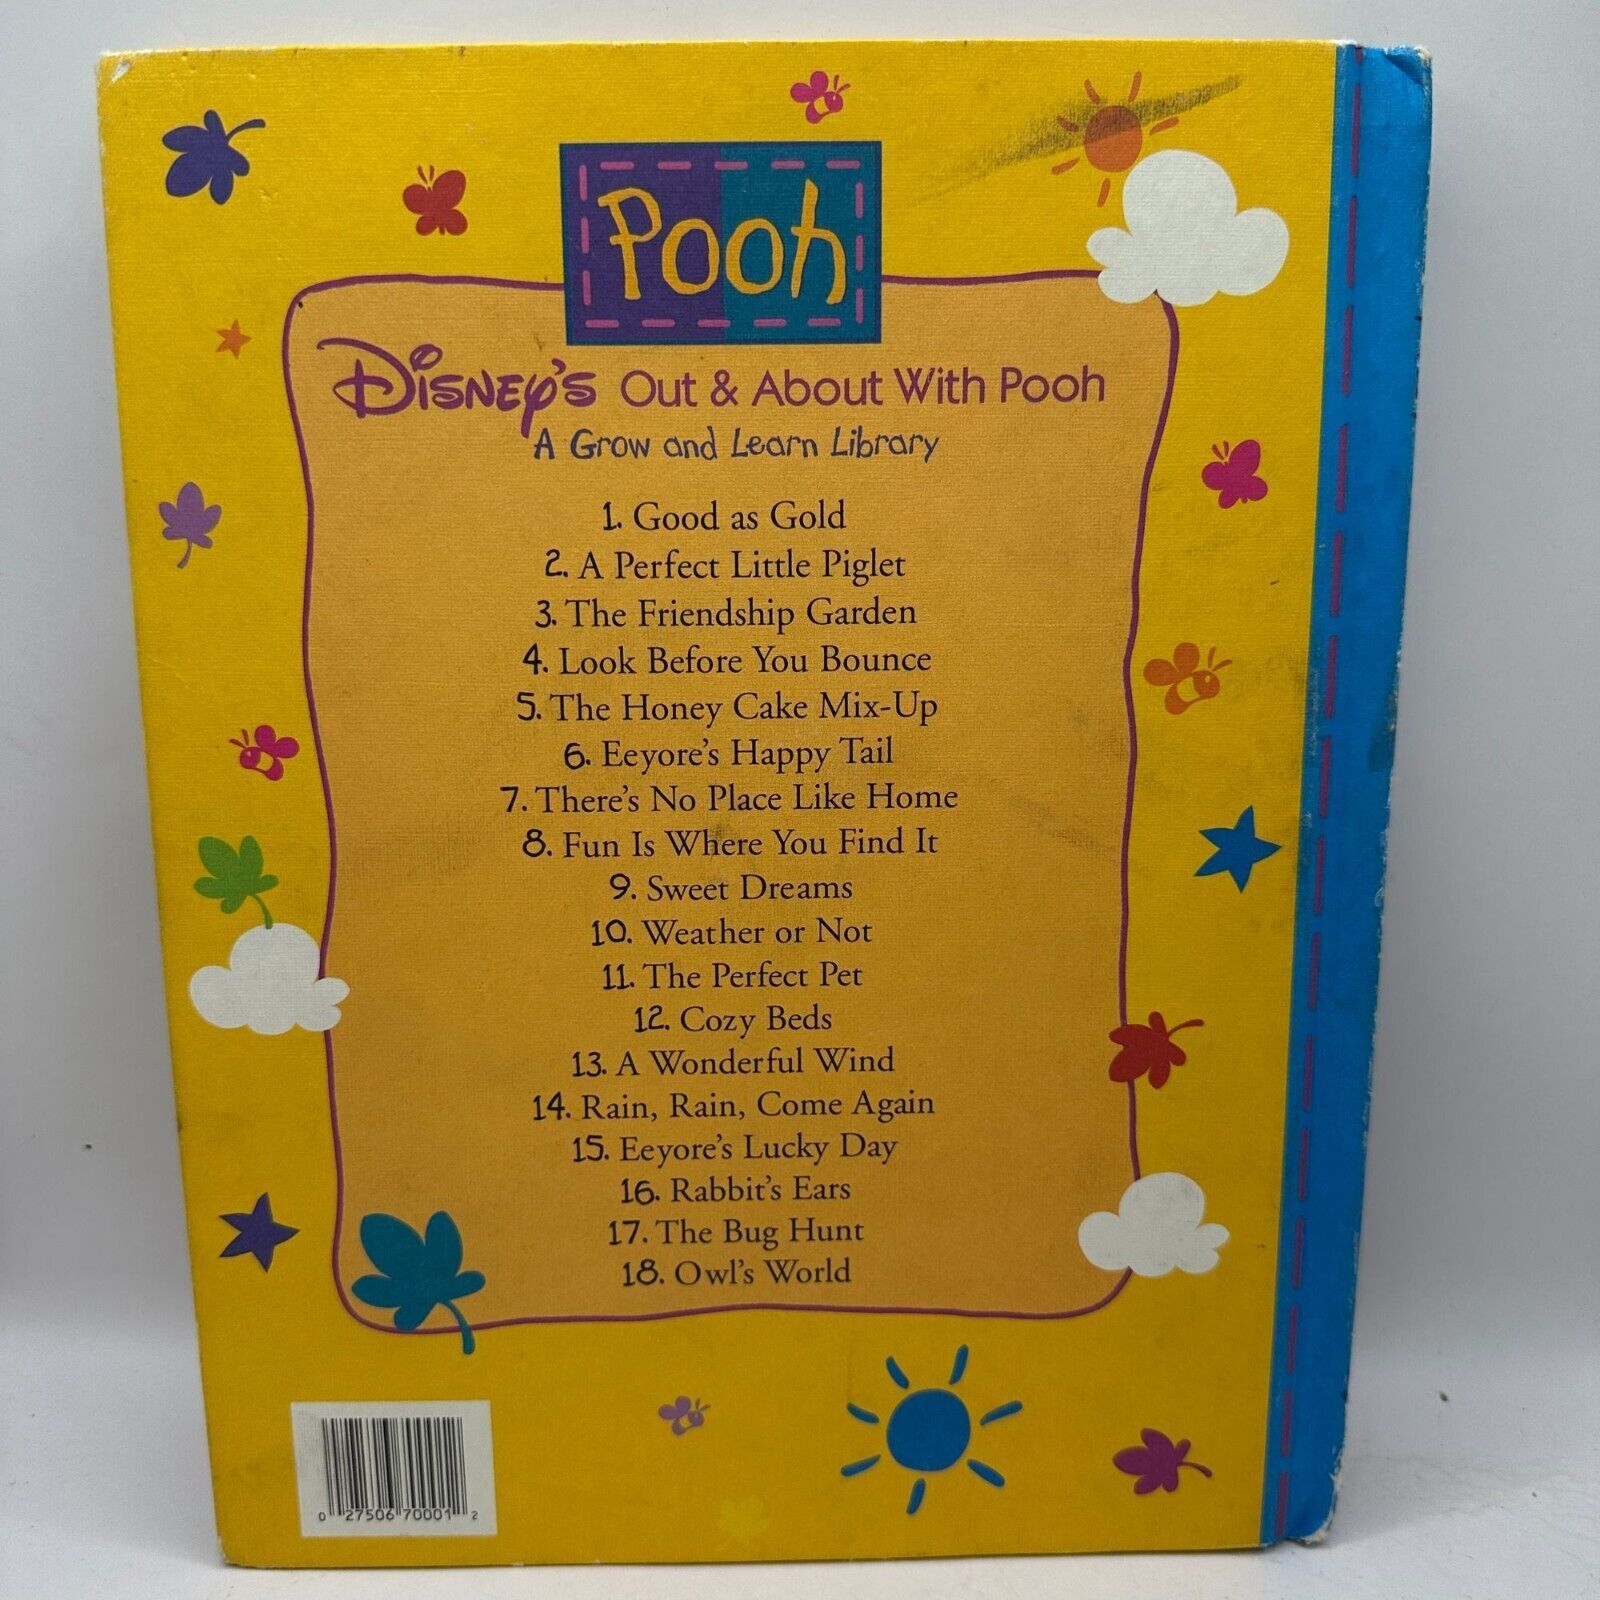 Pooh
Disney's Out & About With Pooh
A Grow and Learn Library
1. Good as Gold
2. A Perfect Little Piglet
3. The Friendship Garden
4. Look Before You Bounce
5. The Honey Cake Mix-Up
6. Eeyore's Happy Tail
7. There's No Place Like Home
8. Fun Is Where You Find It
9. Sweet Dreams
10. Weather or Not
11. The Perfect Pet
12. Cozy Beds
13. A Wonderful Wind
14. Rain, Rain, Come Again
15. Eeyore's Lucky Day
16. Rabbit's Ears
17. The Bug Hunt
18. Owl's World
0 27506 70001 2